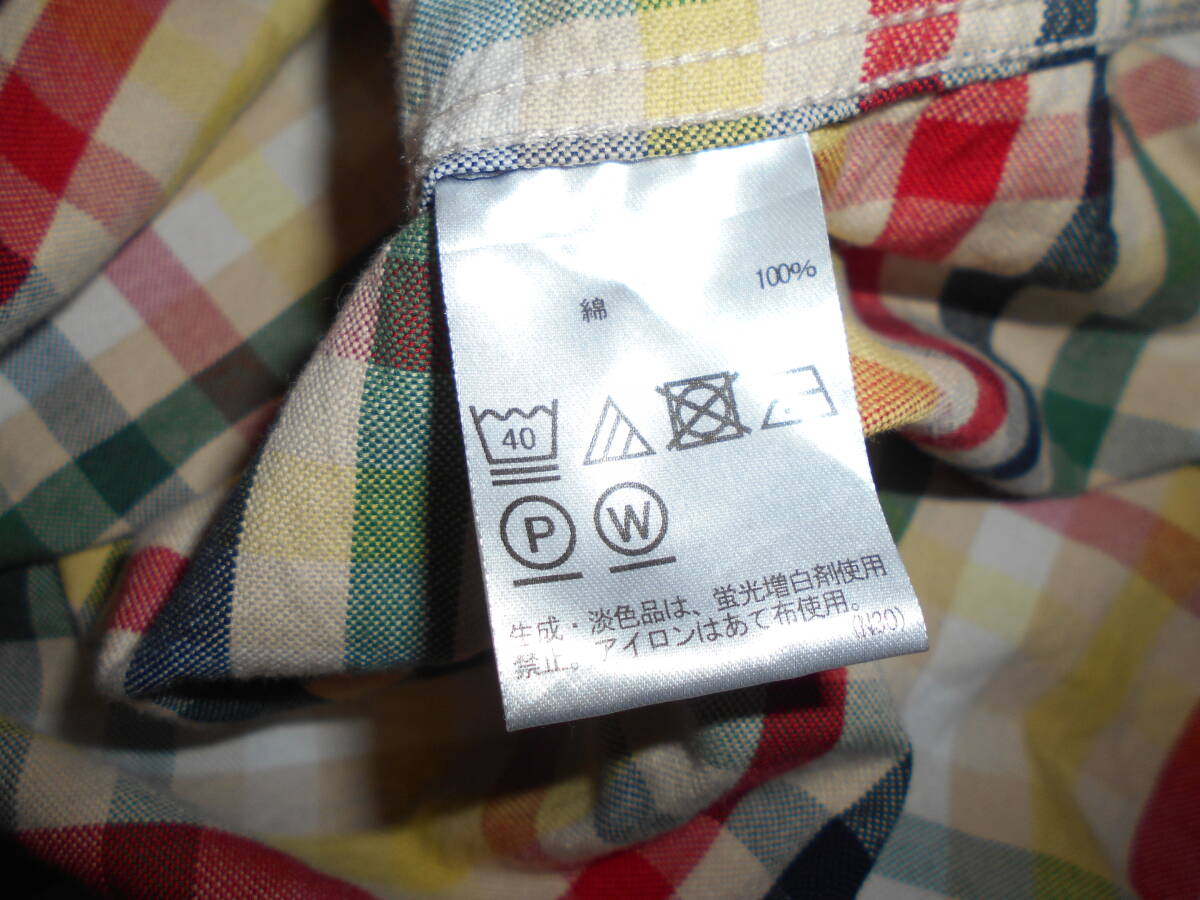 綿 100%
40
P W
生成・淡色品は、蛍光増白剤使用
禁止。アイロンはあて布使用。
(N30)